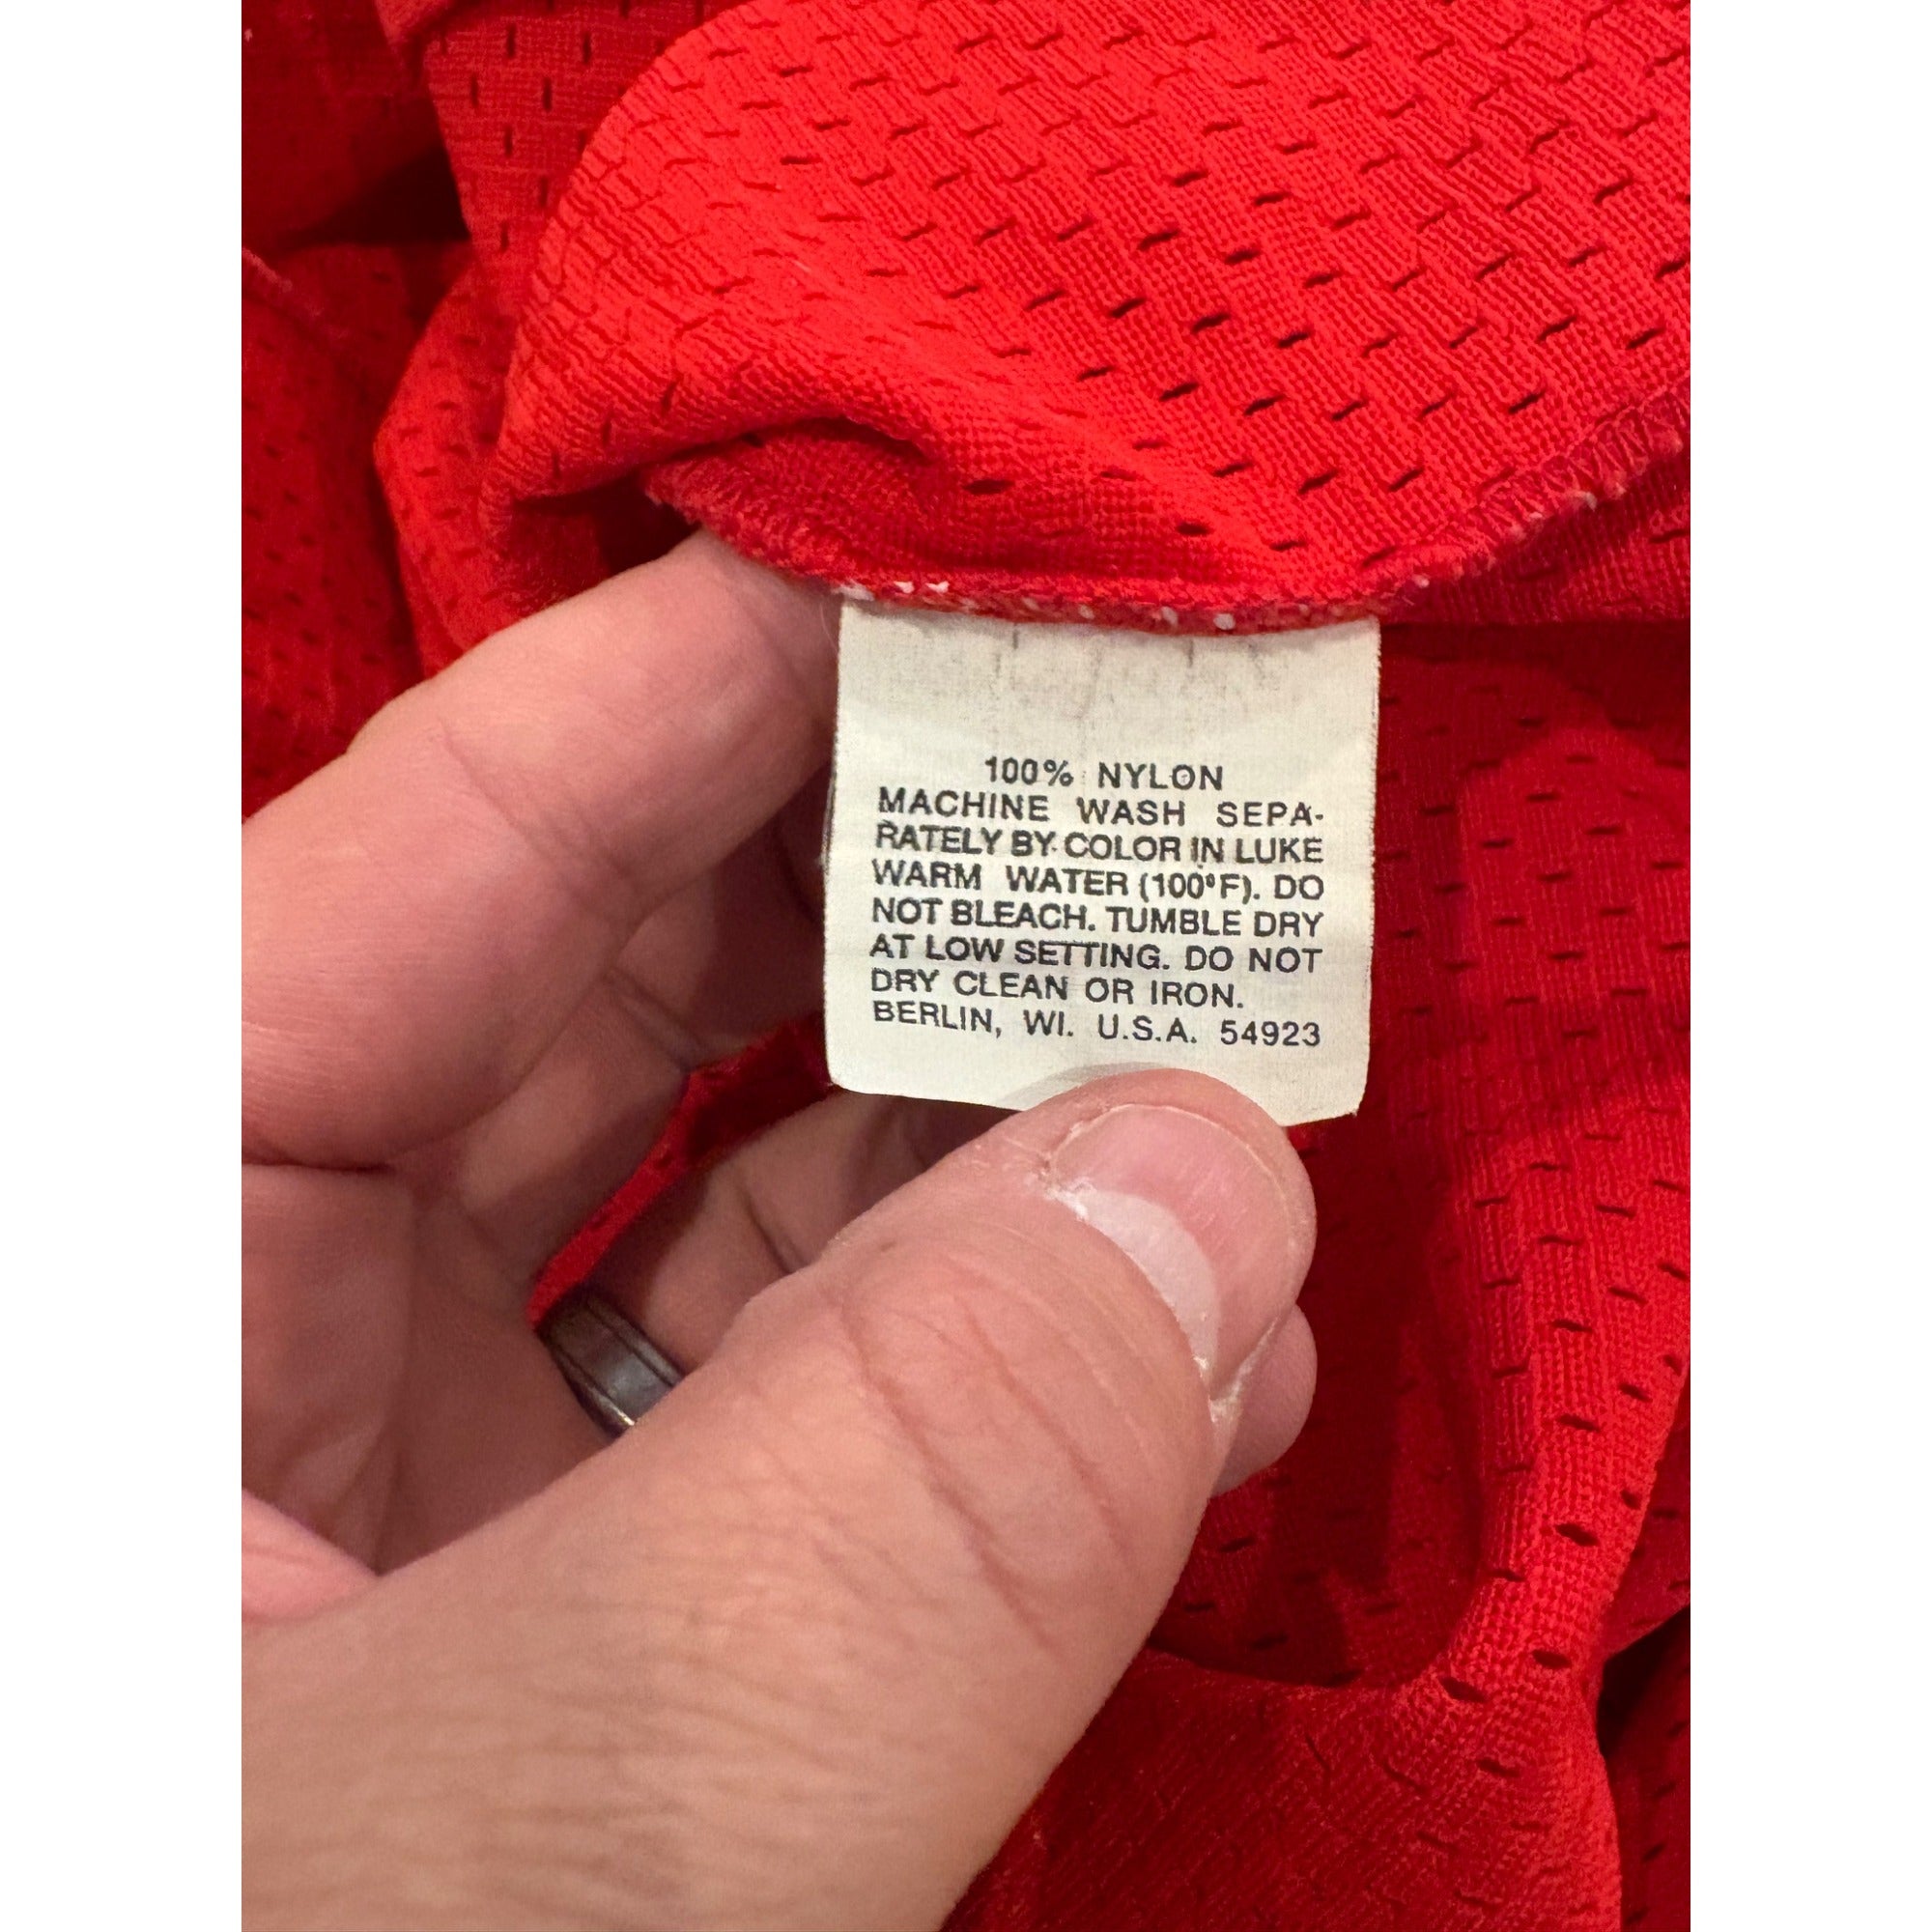 100% NYLON
MACHINE WASH SEPA-
RATELY BY COLOR IN LUKE
WARM WATER (100°F). DO
NOT BLEACH. TUMBLE DRY
AT LOW SETTING. DO NOT
DRY CLEAN OR IRON.
BERLIN, WI. U.S.A. 54923